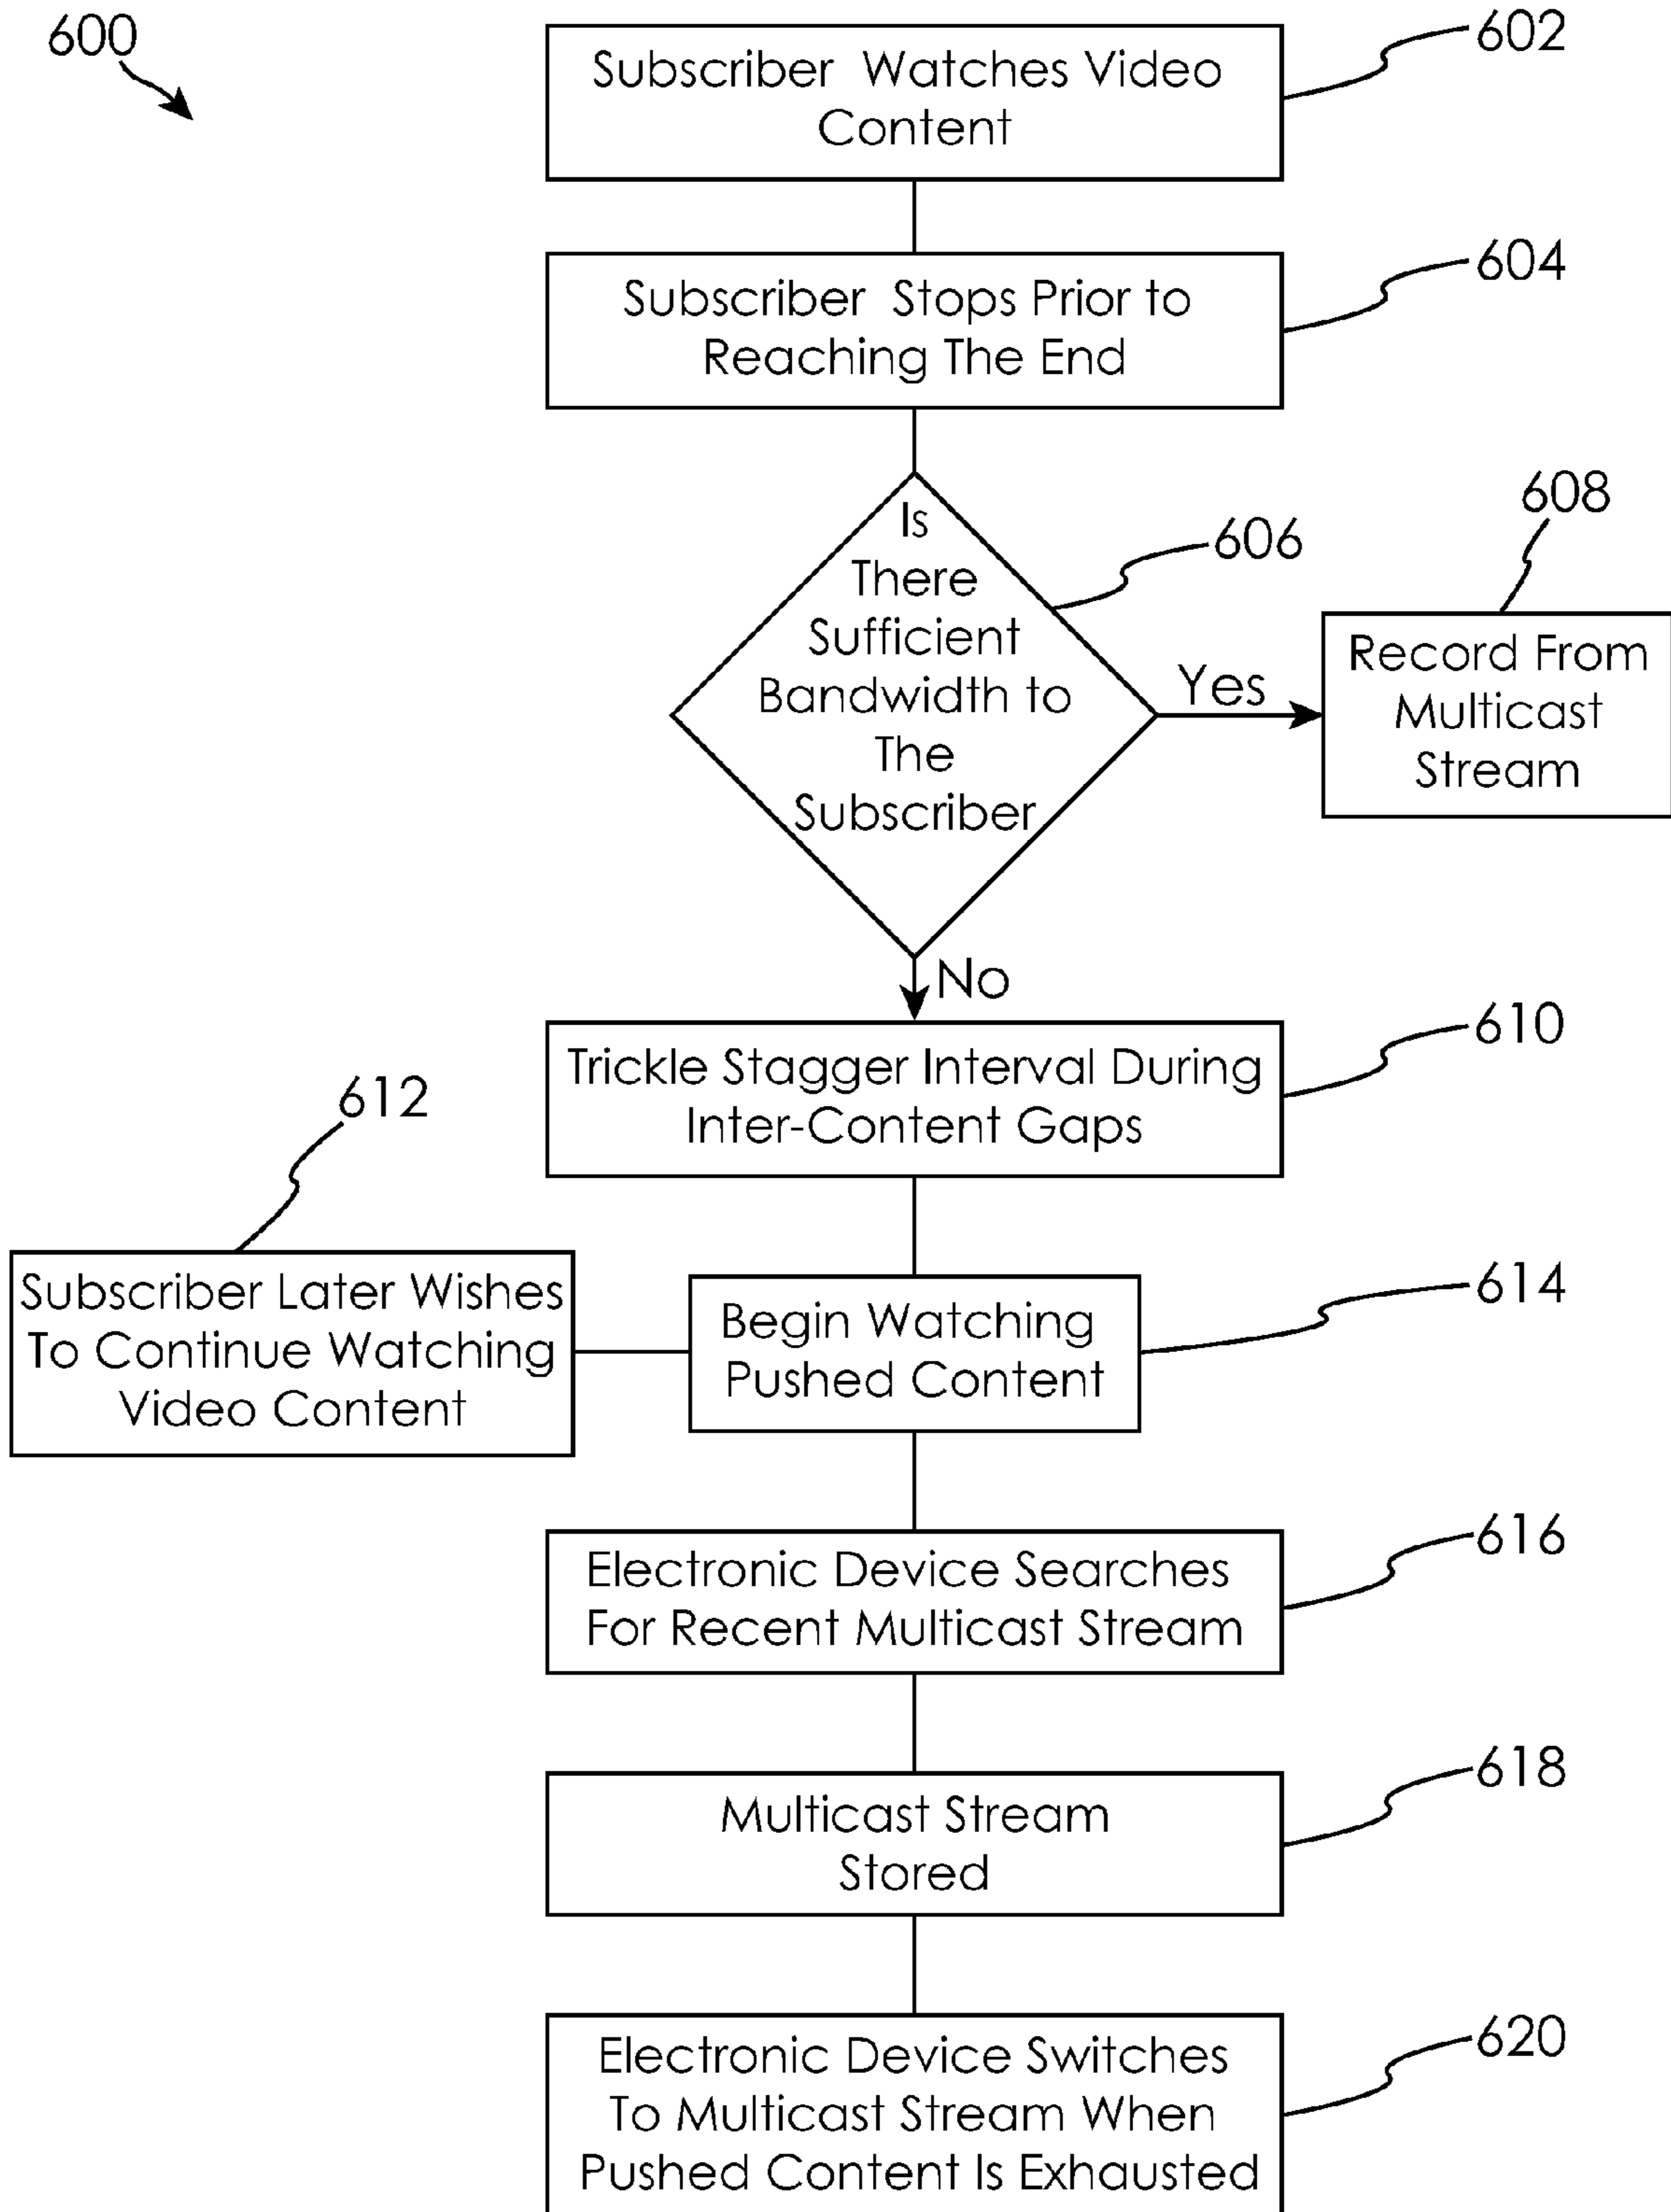 600
Subscriber Watches Video
Content
602
Subscriber Stops Prior to
Reaching The End
604
Is
There
Sufficient
Bandwidth to
The
Subscriber
606
Yes
608
Record From
Multicast
Stream
No
Trickle Stagger Interval During
Inter-Content Gaps
610
612
Subscriber Later Wishes
To Continue Watching
Video Content
Begin Watching
Pushed Content
614
Electronic Device Searches
For Recent Multicast Stream
616
Multicast Stream
Stored
618
Electronic Device Switches
To Multicast Stream When
Pushed Content Is Exhausted
620